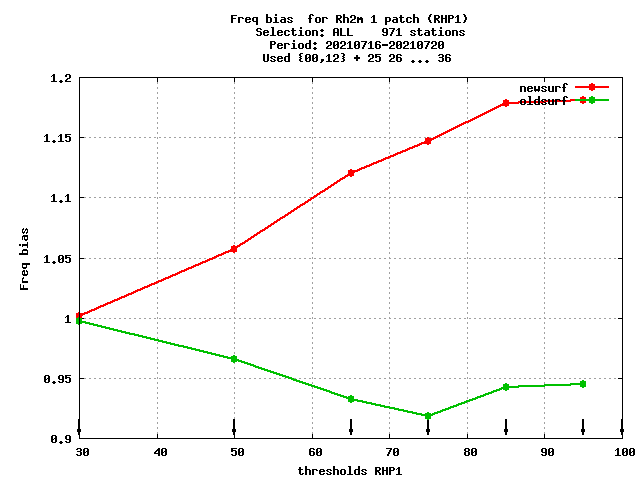 Freq bias  for Rh2m 1 patch (RHP1)
Selection: ALL    971 stations
Period: 20210716-20210720
Used {00,12} + 25 26 ... 36
newsurf
oldsurf
1.2
1.15
1.1
1.05
1
0.95
0.9
Freq bias
30 40 50 60 70 80 90 100
thresholds RHP1